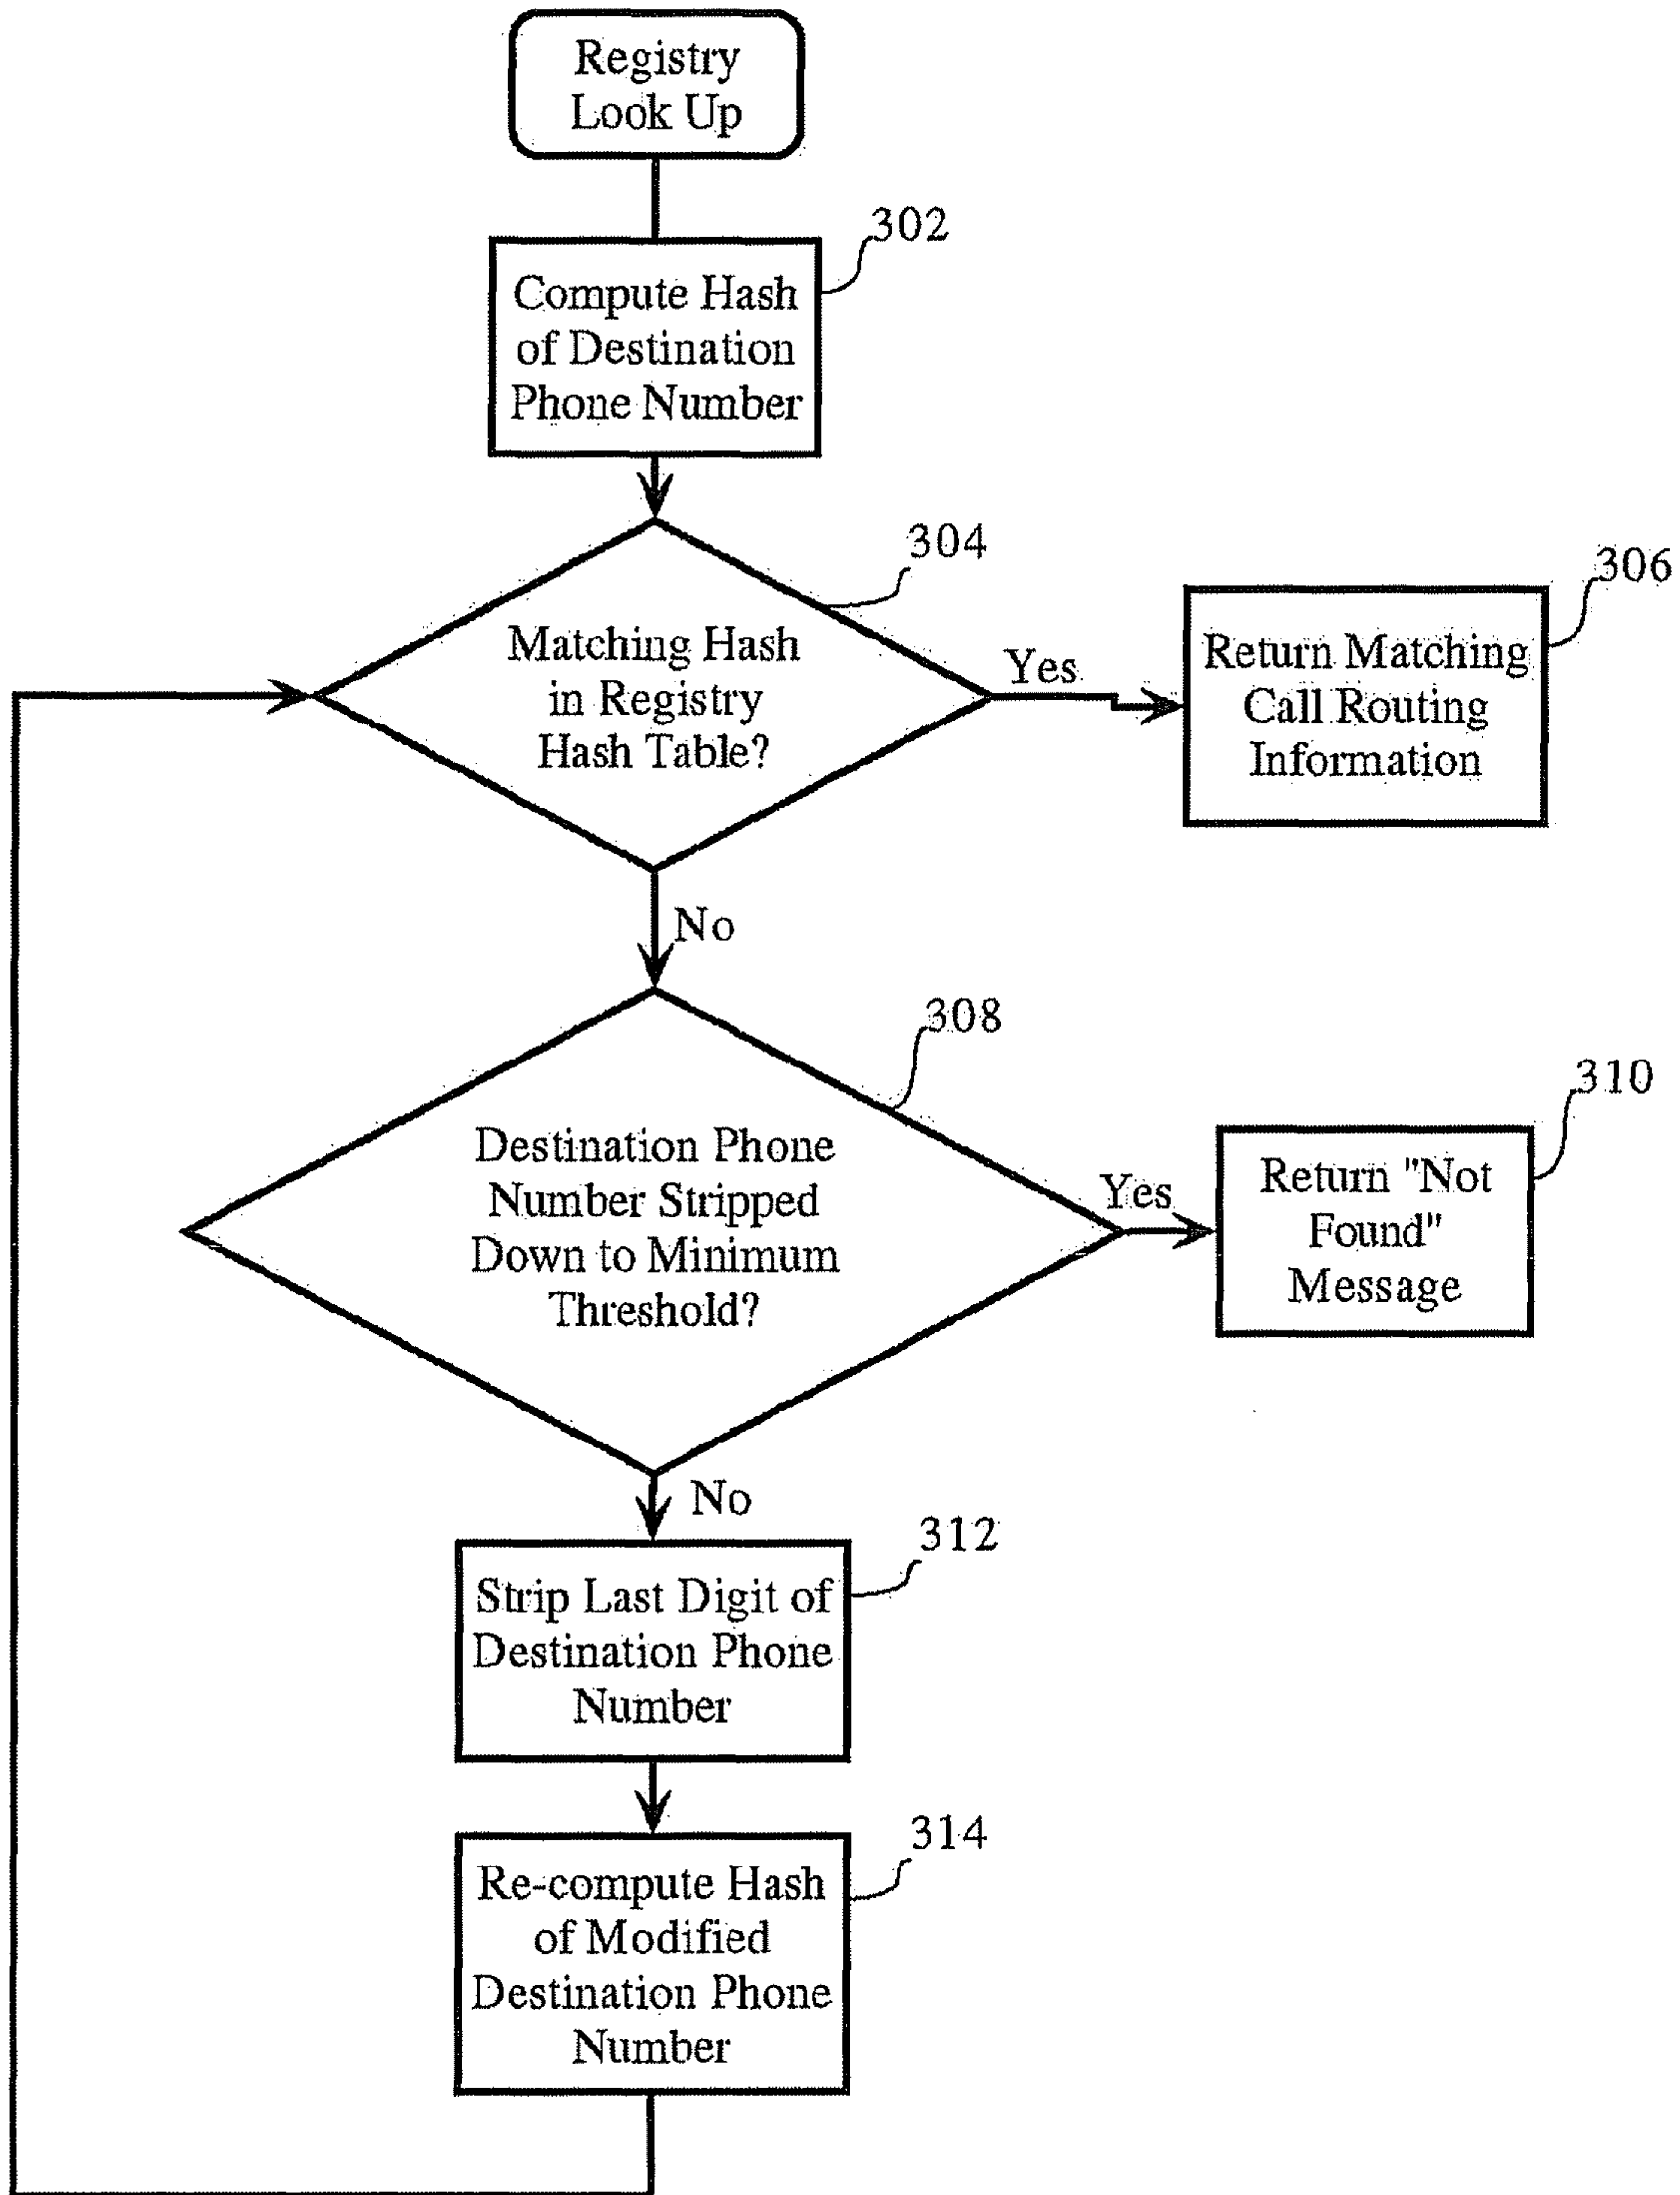 Registry
Look Up
302
Compute Hash
of Destination
Phone Number
304
Matching Hash
in Registry
Hash Table?
Yes
306
Return Matching
Call Routing
Information
No
308
Destination Phone
Number Stripped
Down to Minimum
Threshold?
Yes
310
Return "Not
Found"
Message
No
312
Strip Last Digit of
Destination Phone
Number
314
Re-compute Hash
of Modified
Destination Phone
Number